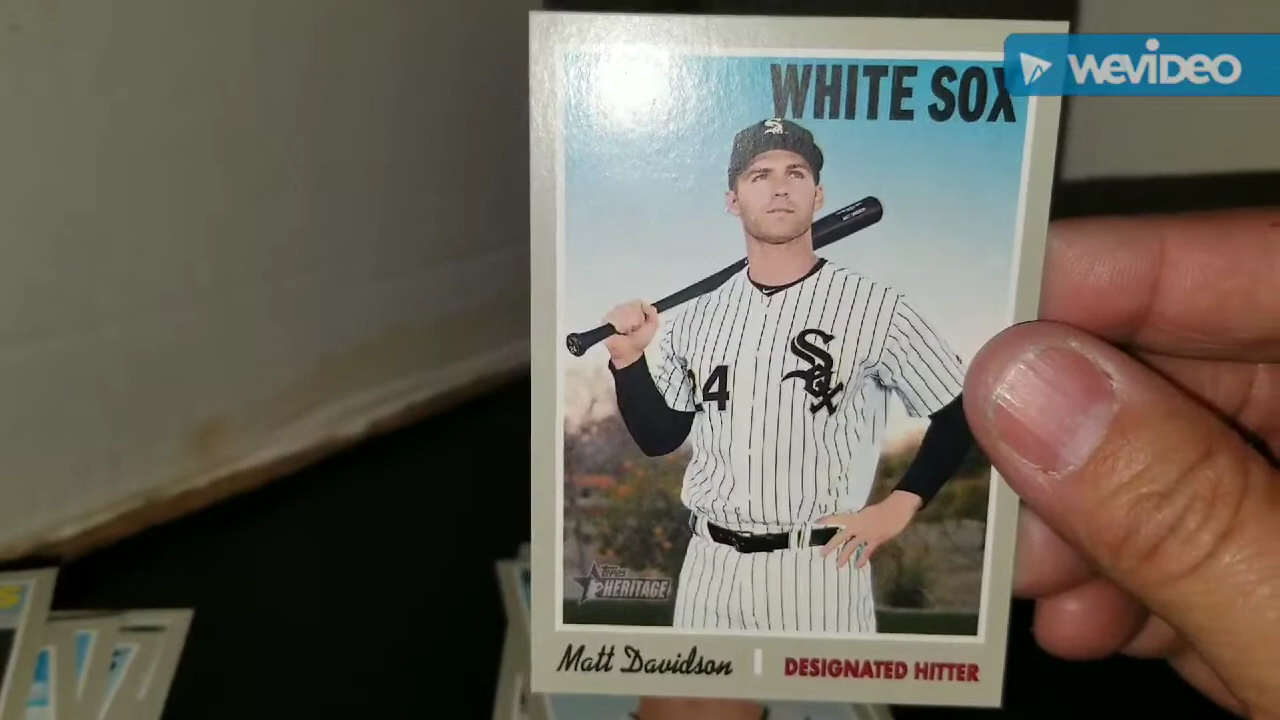 WEVIDEO
WHITE SOX
Sox
24
Topps
HERITAGE
Matt Davidson
DESIGNATED HITTER